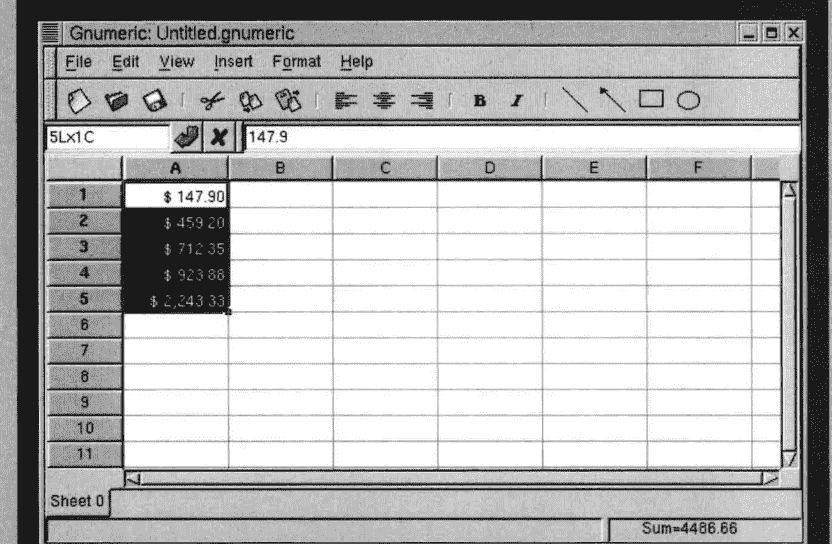 Gnumeric: Untitled.gnumeric
File Edit View Insert Format Help
B I
5Lx1C 147.9
A B C D E F
1 $ 147.90
2 $ 459.20
3 $ 712.35
4 $ 923.88
5 $ 2,243.33
6
7
8
9
10
11
Sheet 0
Sum=4486.66